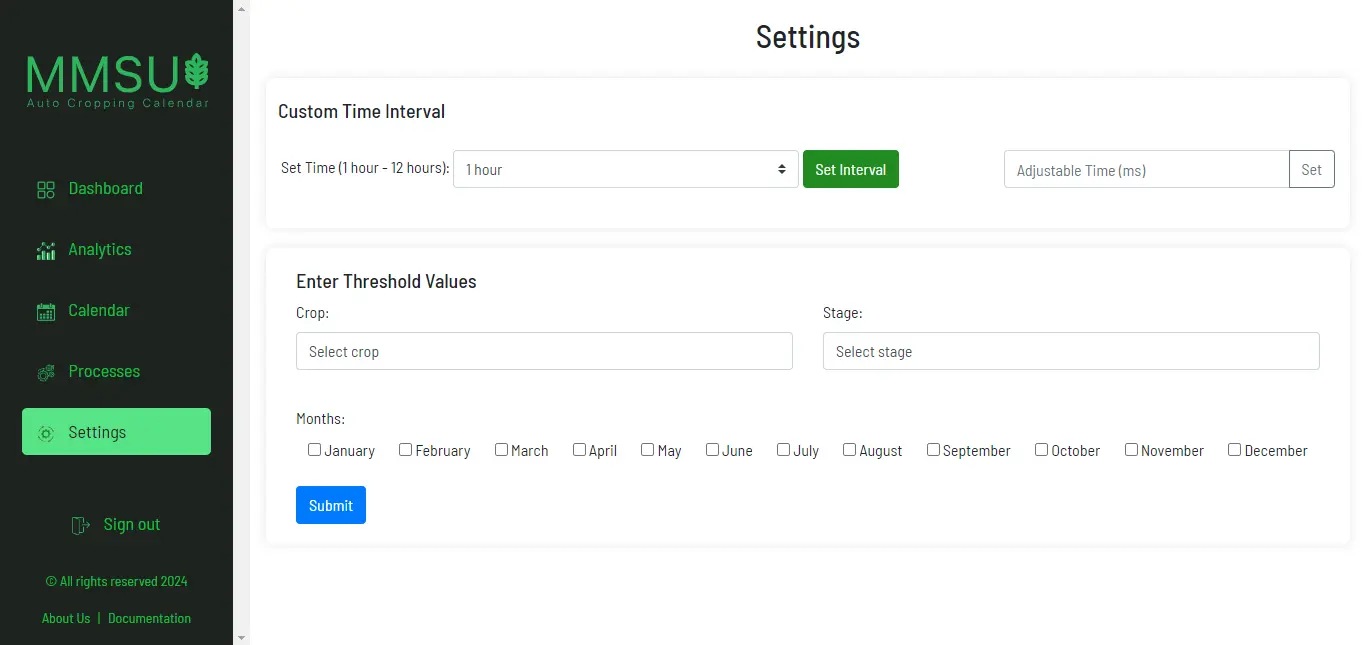 MMSU
Auto Cropping Calendar
Dashboard
Analytics
Calendar
Processes
Settings
Sign out
© All rights reserved 2024
About Us | Documentation
Settings
Custom Time Interval
Set Time (1 hour - 12 hours): 1 hour Set Interval Adjustable Time (ms) Set
Enter Threshold Values
Crop: Stage:
Select crop Select stage
Months:
January February March April May June July August September October November December
Submit